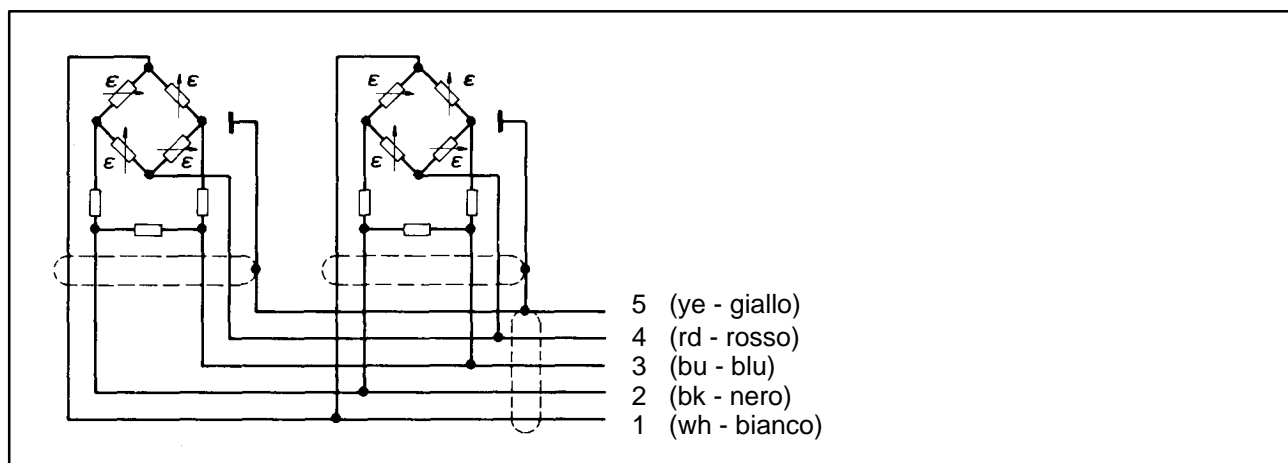 ε ε ε ε
ε ε ε ε
5 (ye - giallo)
4 (rd - rosso)
3 (bu - blu)
2 (bk - nero)
1 (wh - bianco)